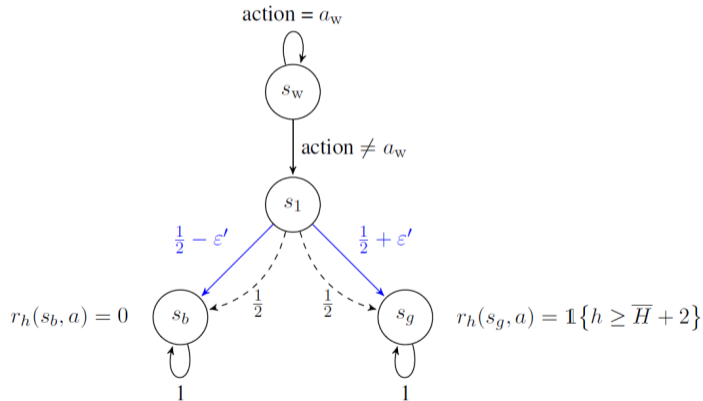 action = a_w
s_w
action ≠ a_w
s_1
1/2 − ε′
1/2 + ε′
1/2
1/2
r_h(s_b, a) = 0
s_b
s_g
r_h(s_g, a) = 𝟙{h ≥ H̅ + 2}
1
1